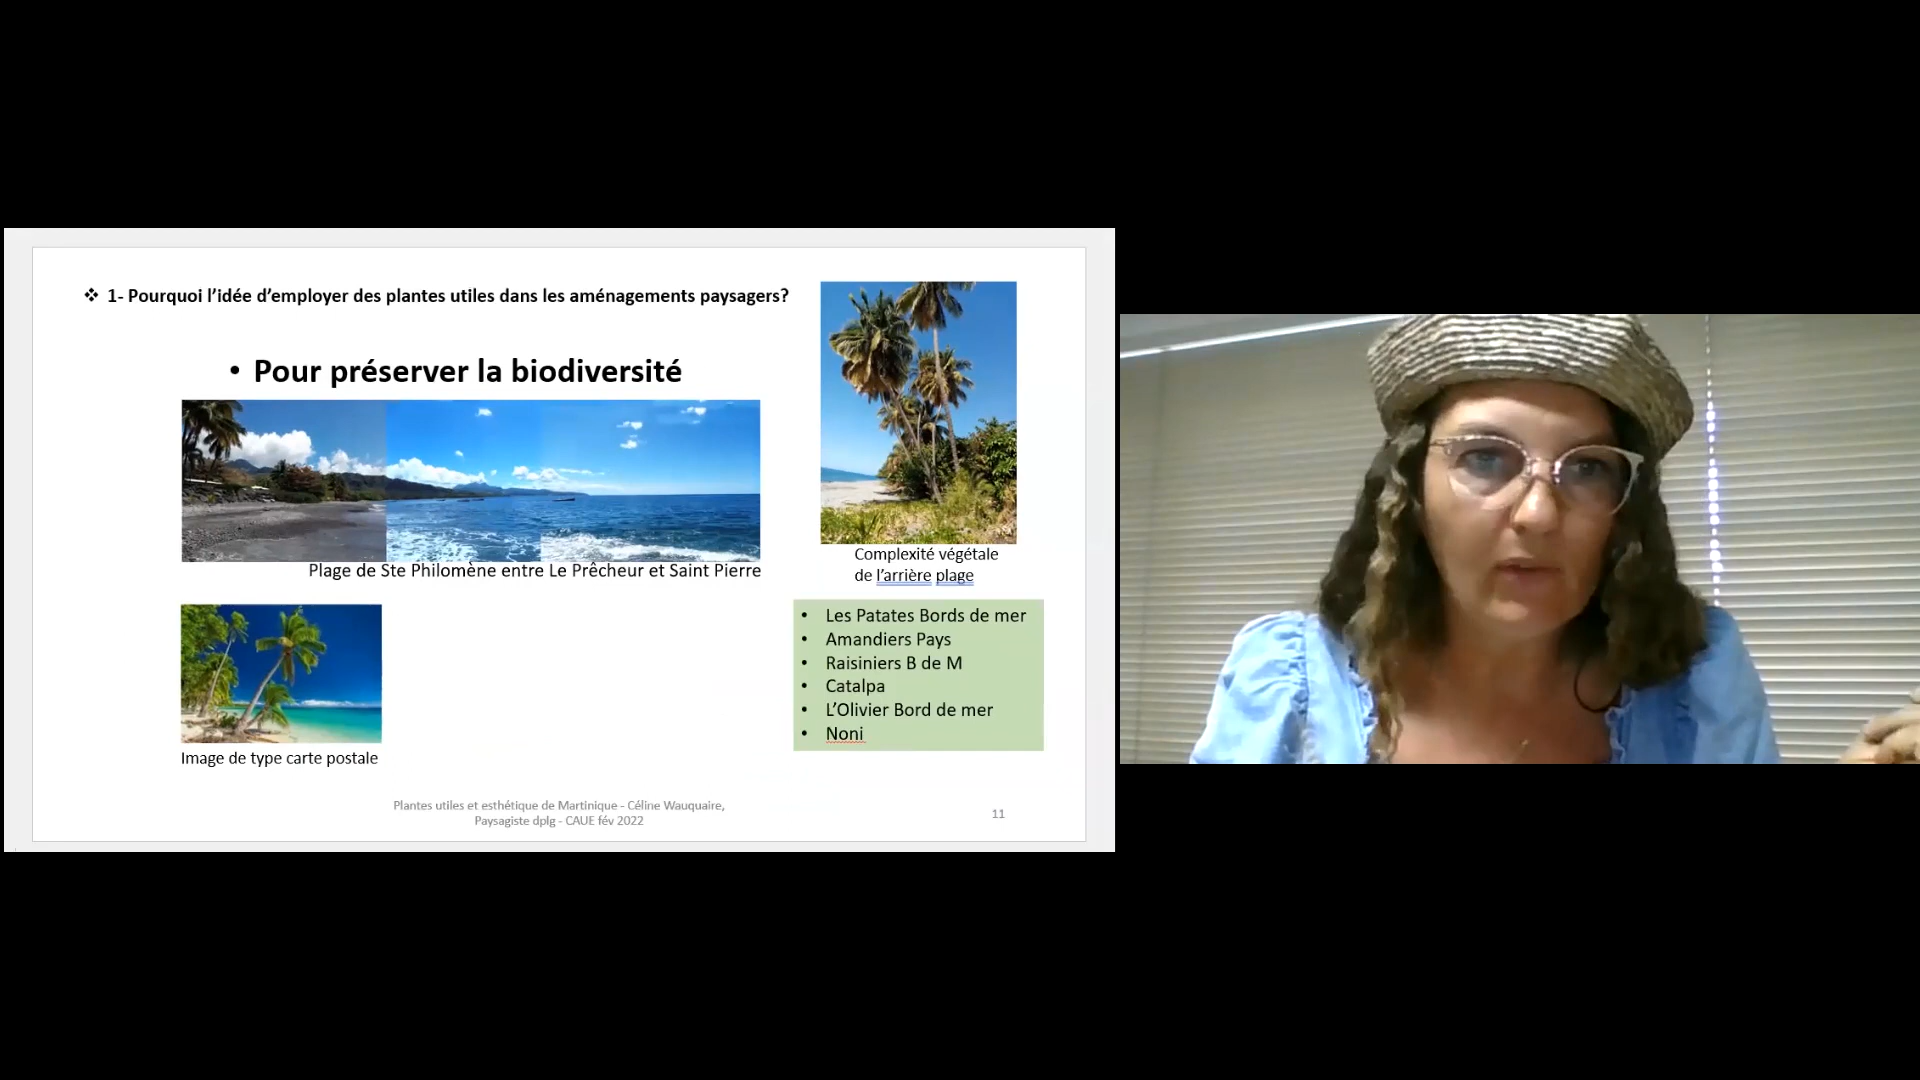 ❖ 1- Pourquoi l’idée d’employer des plantes utiles dans les aménagements paysagers?
• Pour préserver la biodiversité
Plage de Ste Philomène entre Le Prêcheur et Saint Pierre
Complexité végétale
de l’arrière plage
• Les Patates Bords de mer
• Amandiers Pays
• Raisiniers B de M
• Catalpa
• L’Olivier Bord de mer
• Noni
Image de type carte postale
Plantes utiles et esthétique de Martinique - Céline Wauquaire,
Paysagiste dplg - CAUE fév 2022
11